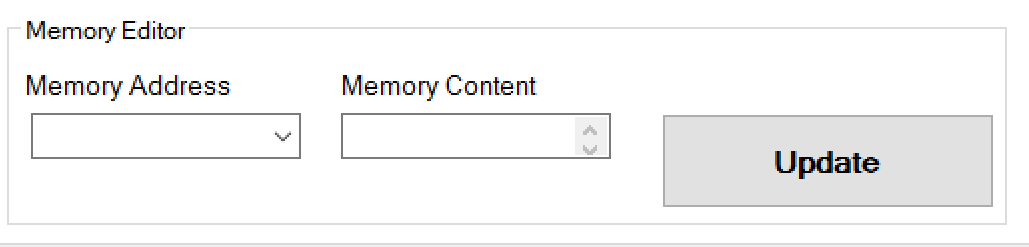 Memory Editor
Memory Address
Memory Content
Update